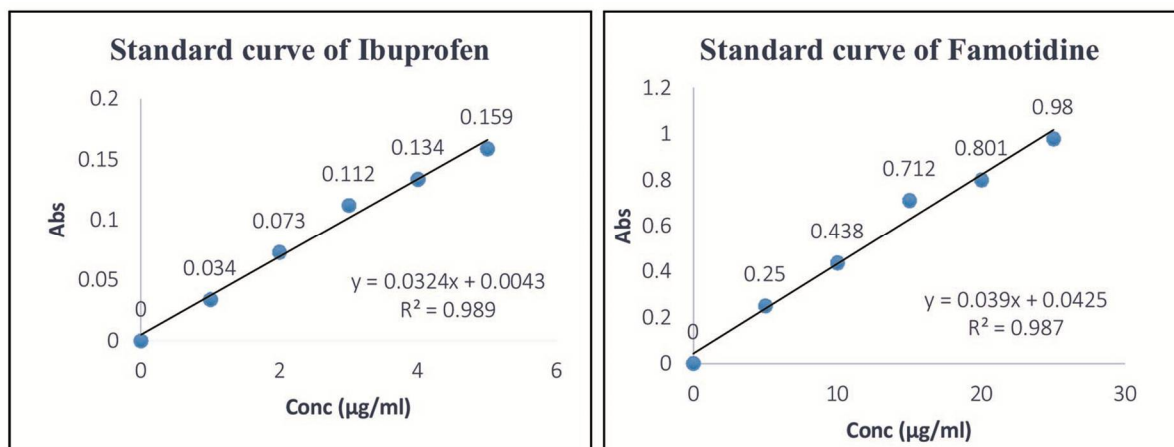 Standard curve of Ibuprofen
0.2
0.15
0.1
0.05
0
Abs
0
0.034
0.073
0.112
0.134
0.159
y = 0.0324x + 0.0043
R² = 0.989
0 2 4 6
Conc (µg/ml)
Standard curve of Famotidine
1.2
1
0.8
0.6
0.4
0.2
0
Abs
0
0.25
0.438
0.712
0.801
0.98
y = 0.039x + 0.0425
R² = 0.987
0 10 20 30
Conc (µg/ml)